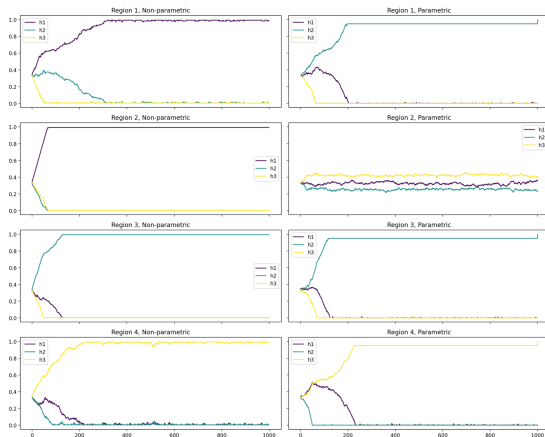 Region 1, Non-parametric
1.0
0.8
0.6
0.4
0.2
0.0
h1
h2
h3
Region 1, Parametric
h1
h2
h3
Region 2, Non-parametric
1.0
0.8
0.6
0.4
0.2
0.0
h1
h2
h3
Region 2, Parametric
h1
h2
h3
Region 3, Non-parametric
1.0
0.8
0.6
0.4
0.2
0.0
h1
h2
h3
Region 3, Parametric
h1
h2
h3
Region 4, Non-parametric
1.0
0.8
0.6
0.4
0.2
0.0
h1
h2
h3
0 200 400 600 800 1000
Region 4, Parametric
h1
h2
h3
0 200 400 600 800 1000